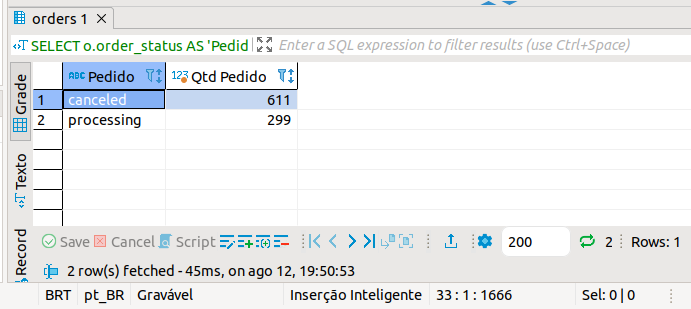 orders 1
SELECT o.order_status AS 'Pedid
Enter a SQL expression to filter results (use Ctrl+Space)
Grade
Texto
Record
ABC Pedido
123 Qtd Pedido
1 canceled 611
2 processing 299
Save Cancel Script 200 2 Rows: 1
2 row(s) fetched - 45ms, on ago 12, 19:50:53
BRT pt_BR Gravável Inserção Inteligente 33 : 1 : 1666 Sel: 0 | 0